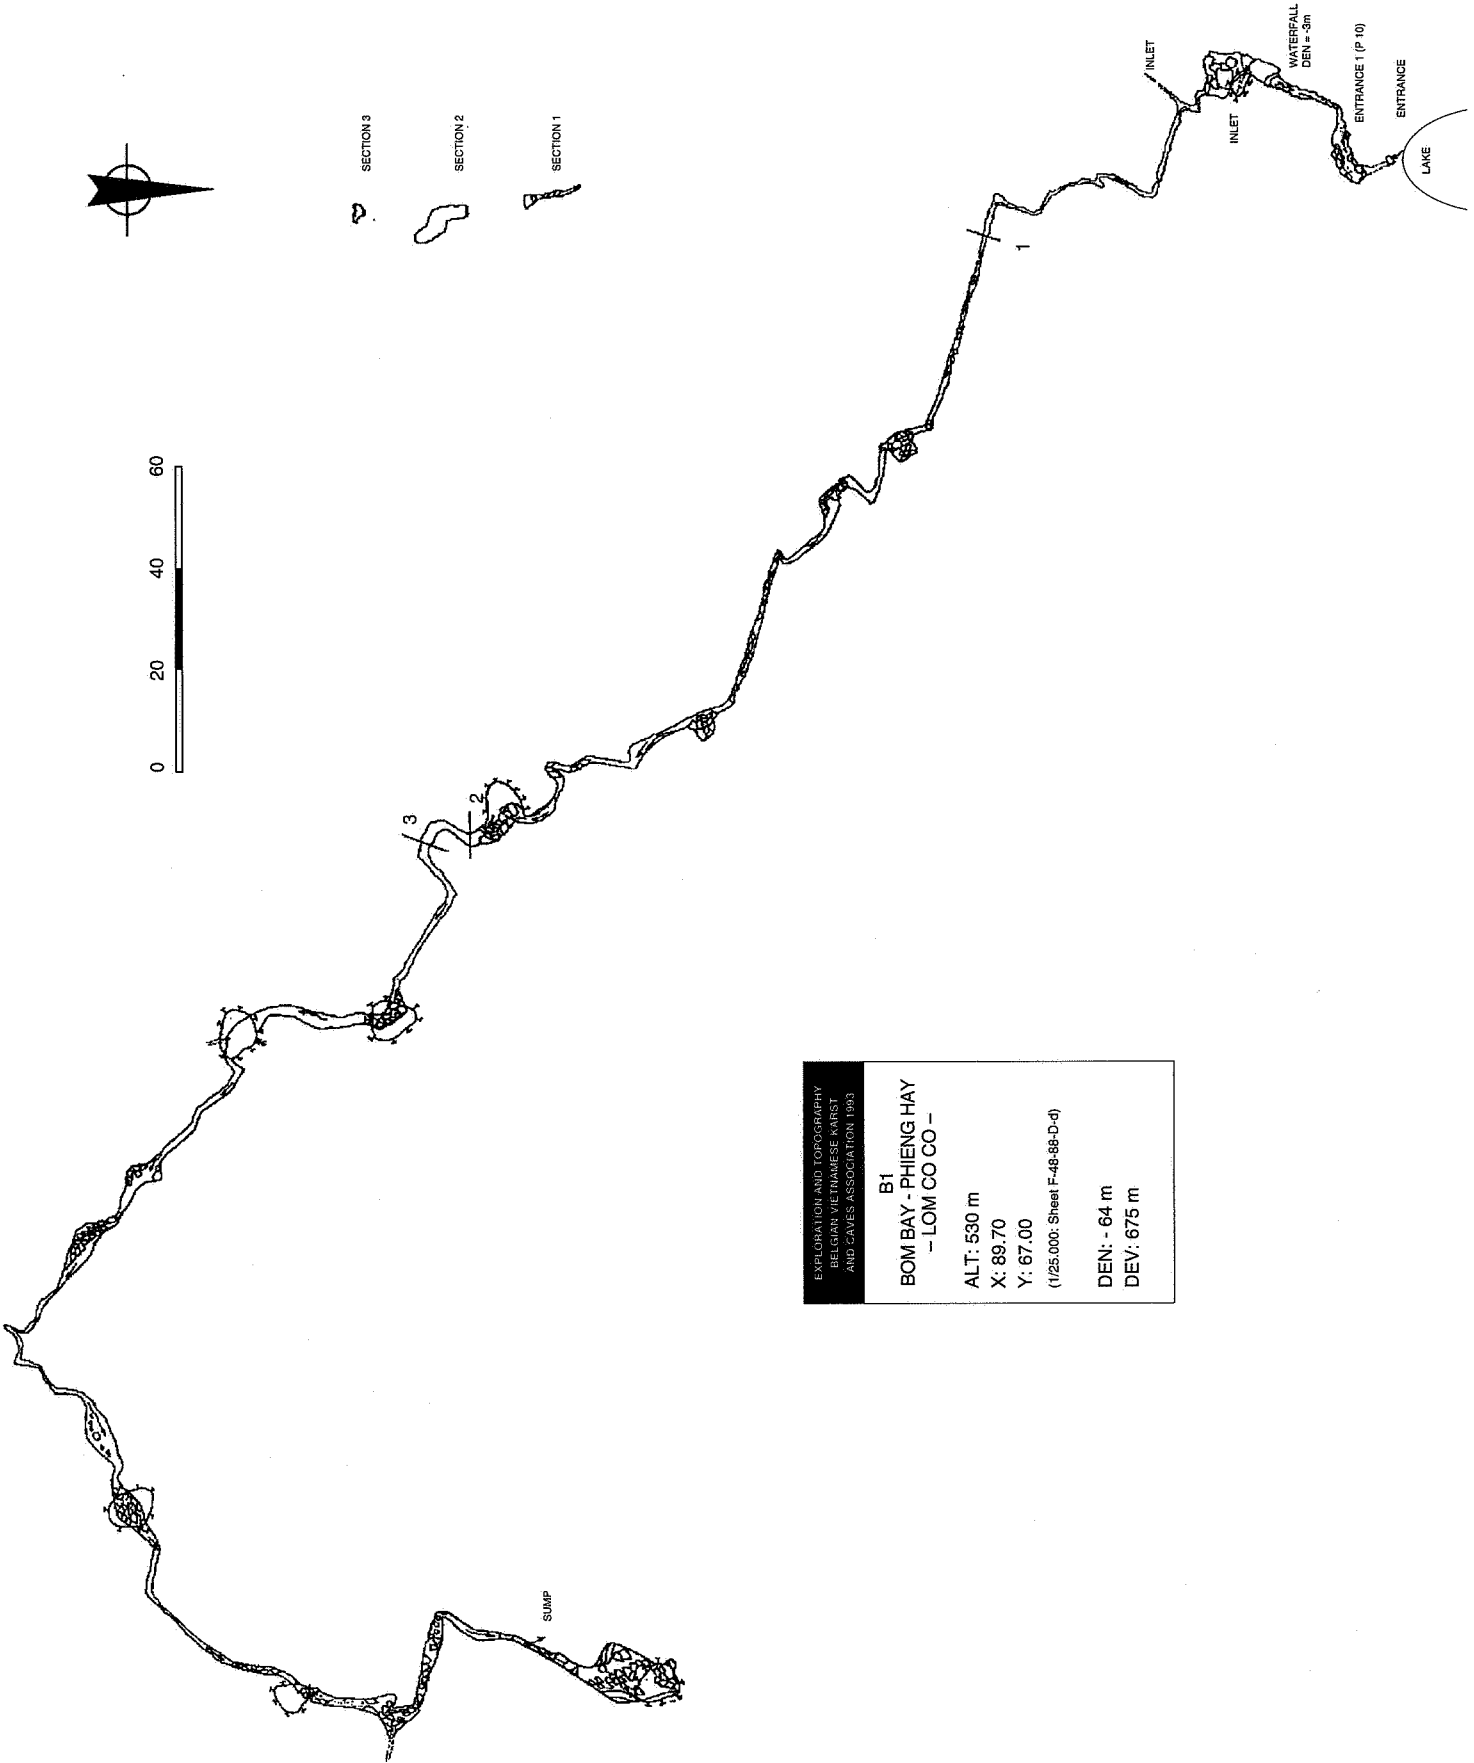 SECTION 3
SECTION 2
SECTION 1
INLET
INLET
WATERFALL
DEN = -3m
ENTRANCE 1 (P 10)
ENTRANCE
LAKE
1
0
20
40
60
3
2
EXPLORATION AND TOPOGRAPHY
BELGIAN VIETNAMESE KARST
AND CAVES ASSOCIATION 1993
B1
BOM BAY - PHIENG HAY
– LOM CO CO –
ALT: 530 m
X: 89.70
Y: 67.00
(1/25.000: Sheet F-48-88-D-d)
DEN: - 64 m
DEV: 675 m
SUMP